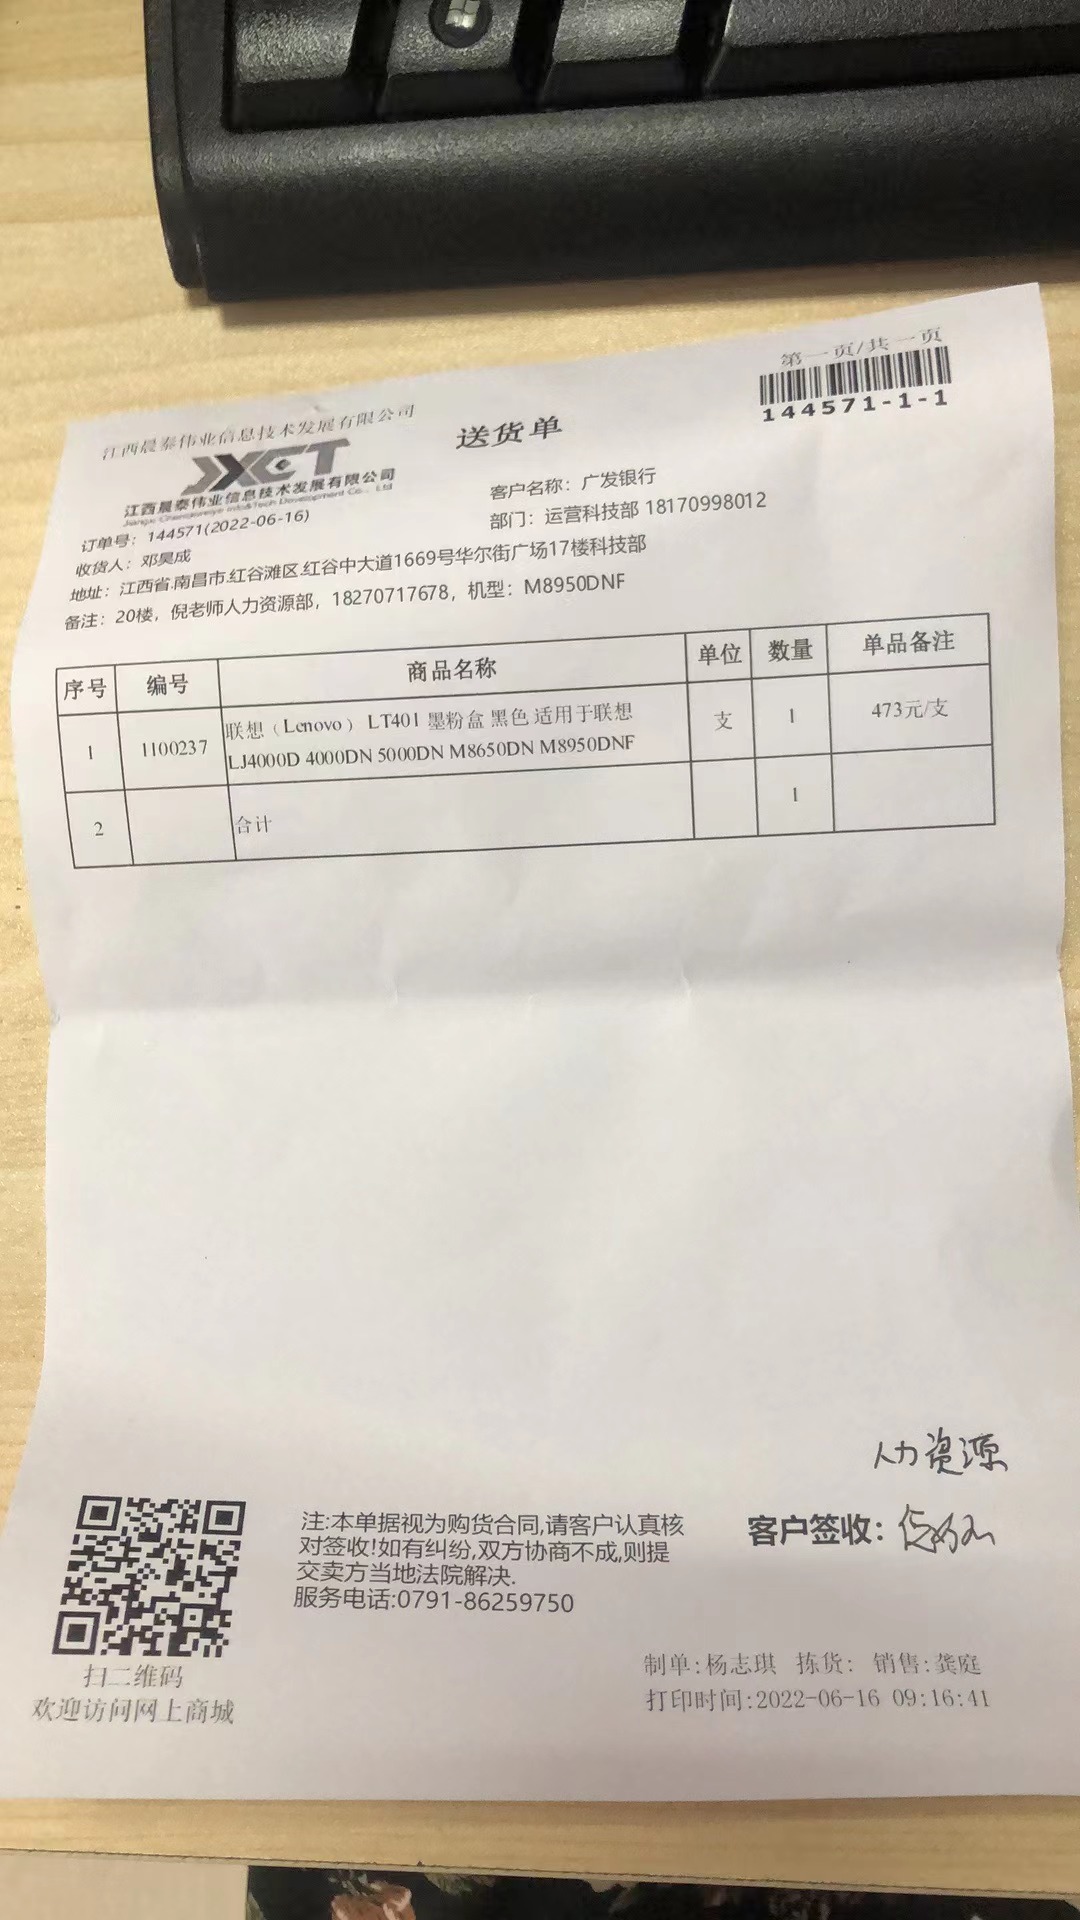 第一页/共一页
144571-1-1
江西晨泰伟业信息技术发展有限公司
送货单
JXCT
江西晨泰伟业信息技术发展有限公司
订单号：144571(2022-06-16)
客户名称：广发银行
收货人：邓昊成
部门：运营科技部 18170998012
地址：江西省.南昌市.红谷滩区.红谷中大道1669号华尔街广场17楼科技部
备注：20楼，倪老师人力资源部，18270717678，机型：M8950DNF
序号 编号 商品名称 单位 数量 单品备注
1 1100237 联想（Lenovo） LT401 墨粉盒 黑色 适用于联想 支 1 473元/支
LJ4000D 4000DN 5000DN M8650DN M8950DNF
2 合计 1
人力资源
注:本单据视为购货合同,请客户认真核
对签收!如有纠纷,双方协商不成,则提
交卖方当地法院解决.
服务电话:0791-86259750
客户签收：
扫二维码
欢迎访问网上商城
制单:杨志琪 拣货: 销售:龚庭
打印时间:2022-06-16 09:16:41